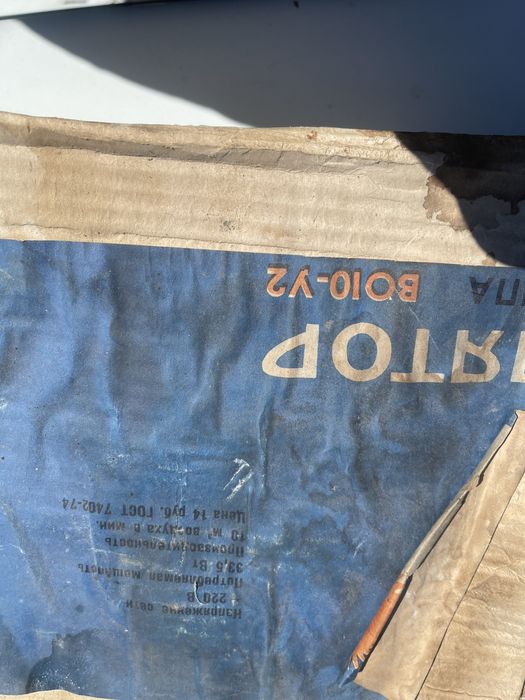 Напряжение сети
~ 220 В
Потребляемая мощность
33,5 Вт
Производительность
10 м³ воздуха в мин.
Цена 14 руб. ГОСТ 7402-74
ЯТОР
ПА ВО10-У2